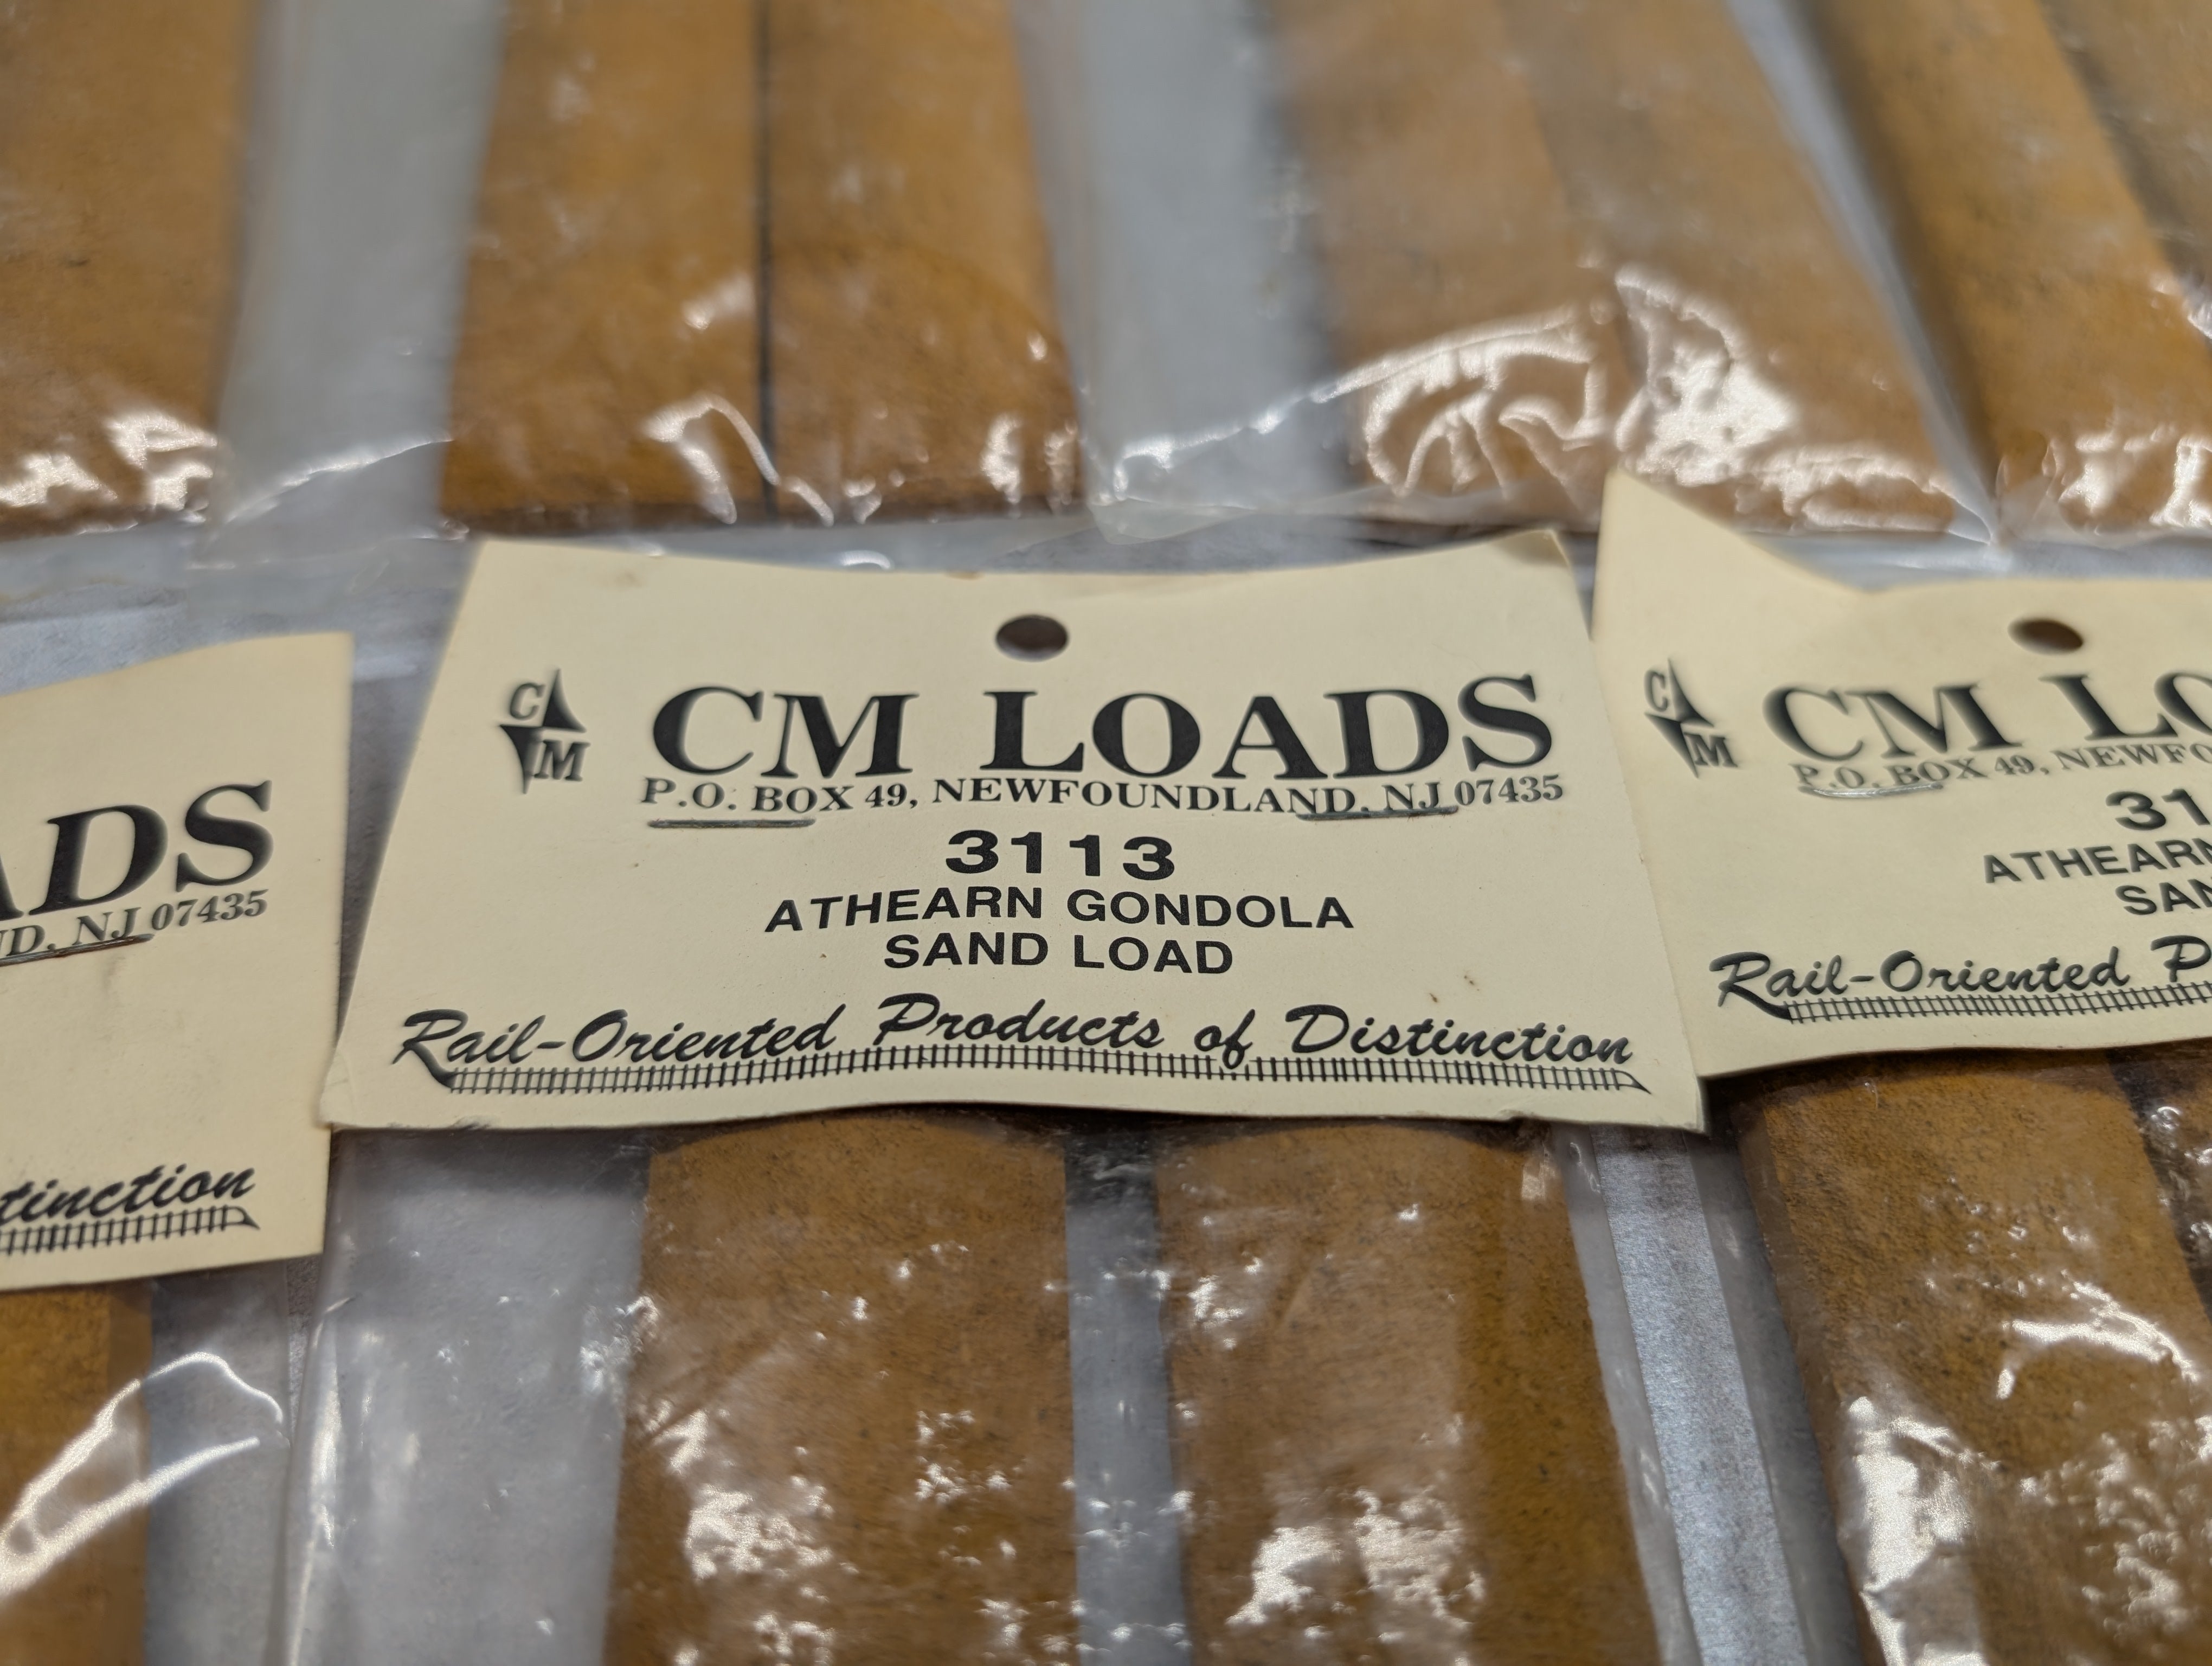 C
M
CM LOADS
P.O. BOX 49, NEWFOUNDLAND, NJ 07435
3113
ATHEARN GONDOLA
SAND LOAD
Rail-Oriented Products of Distinction
ADS
ND, NJ 07435
tinction
C
M
CM LO
P.O. BOX 49, NEWFO
31
ATHEARN
SAN
Rail-Oriented P